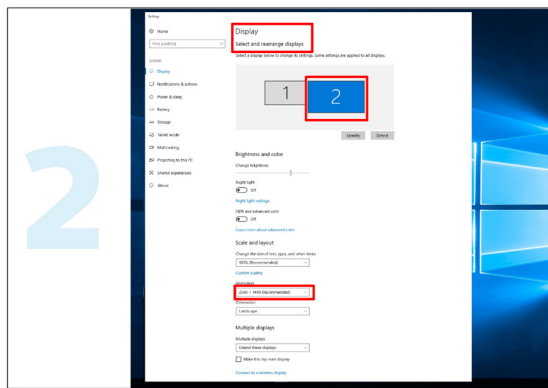 2
Settings
Home
Find a setting
SYSTEM
Display
Notifications & actions
Power & sleep
Battery
Storage
Tablet mode
Multitasking
Projecting to this PC
Shared experiences
About
Display
Select and rearrange displays
Select a display below to change its settings. Some settings are applied to all displays.
1
2
Identify
Detect
Brightness and color
Change brightness
Night light
Off
Night light settings
HDR and advanced color
Off
Learn more about advanced color
Scale and layout
Change the size of text, apps, and other items
100% (Recommended)
Custom scaling
Resolution
2560 × 1440 (Recommended)
Orientation
Landscape
Multiple displays
Multiple displays
Extend these displays
Make this my main display
Connect to a wireless display